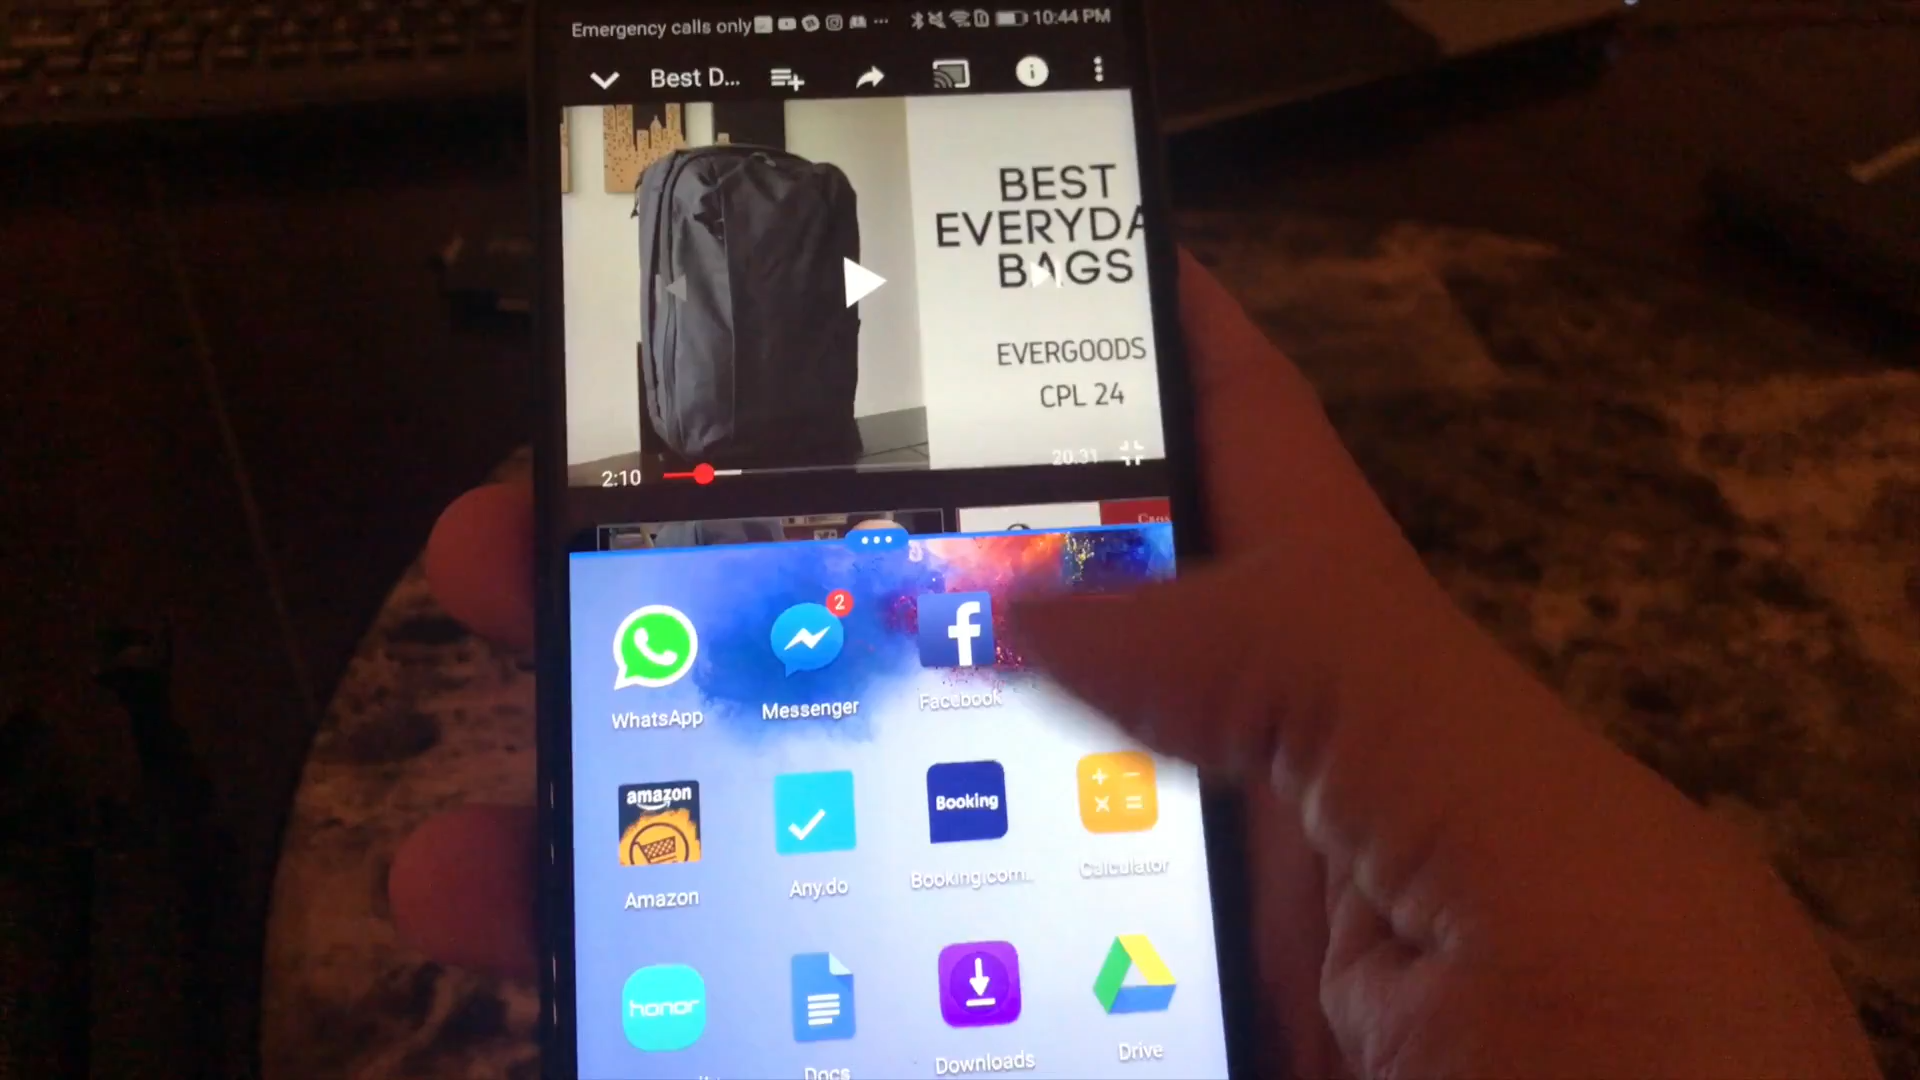 Emergency calls only
10:44 PM
Best D...
BEST
EVERYDA
BAGS
EVERGOODS
CPL 24
2:10
20:31
2
WhatsApp
Messenger
f
Facebook
amazon
Amazon
Any.do
Booking
Booking.com..
Calculator
honor
Docs
Downloads
Drive